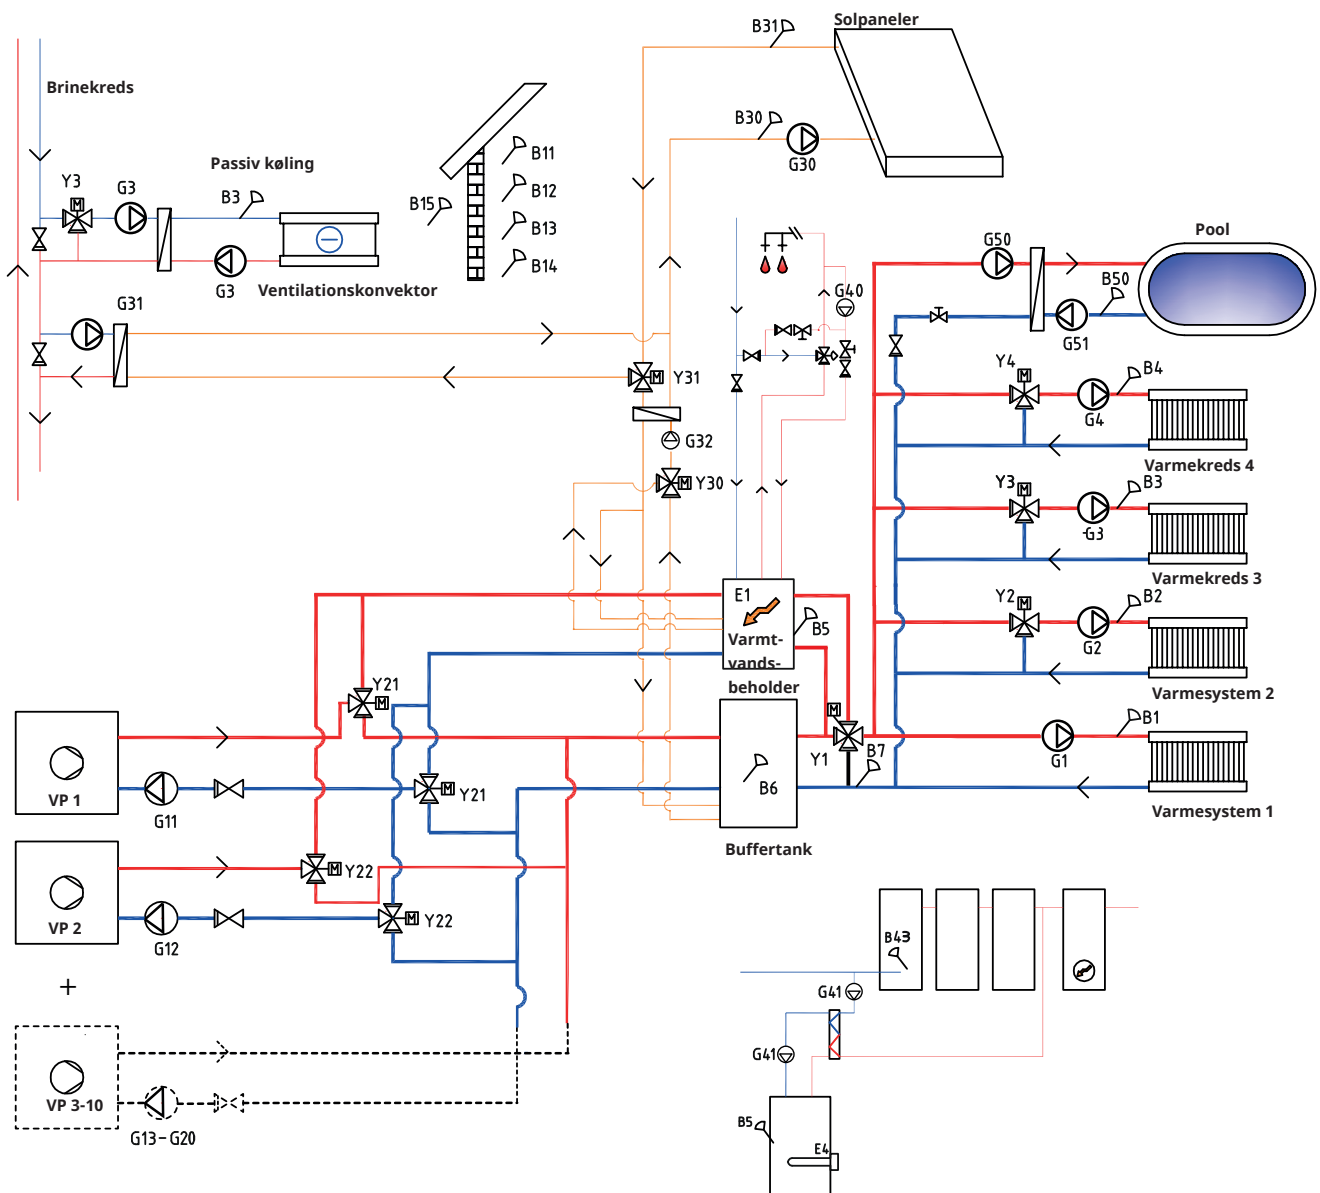 Solpaneler
B31
Brinekreds
B30
G30
Passiv køling
B11
Y3
G3
B3
B12
B15
B13
B14
G3
Ventilationskonvektor
G31
Pool
G50
B50
G40
G51
Y31
Y4
B4
G4
Varmekreds 4
G32
Y30
Y3
B3
-G3
Varmekreds 3
Y2
B2
G2
Varmesystem 2
E1
B5
Varmt-
vands-
beholder
Y21
B1
Y1
B7
G1
VP 1
Y21
B6
G11
Varmesystem 1
Buffertank
Y22
VP 2
Y22
G12
B43
+
G41
G41
VP 3-10
G13-G20
B5
E4
M
M
M
M
M
M
M
M
M
M
M